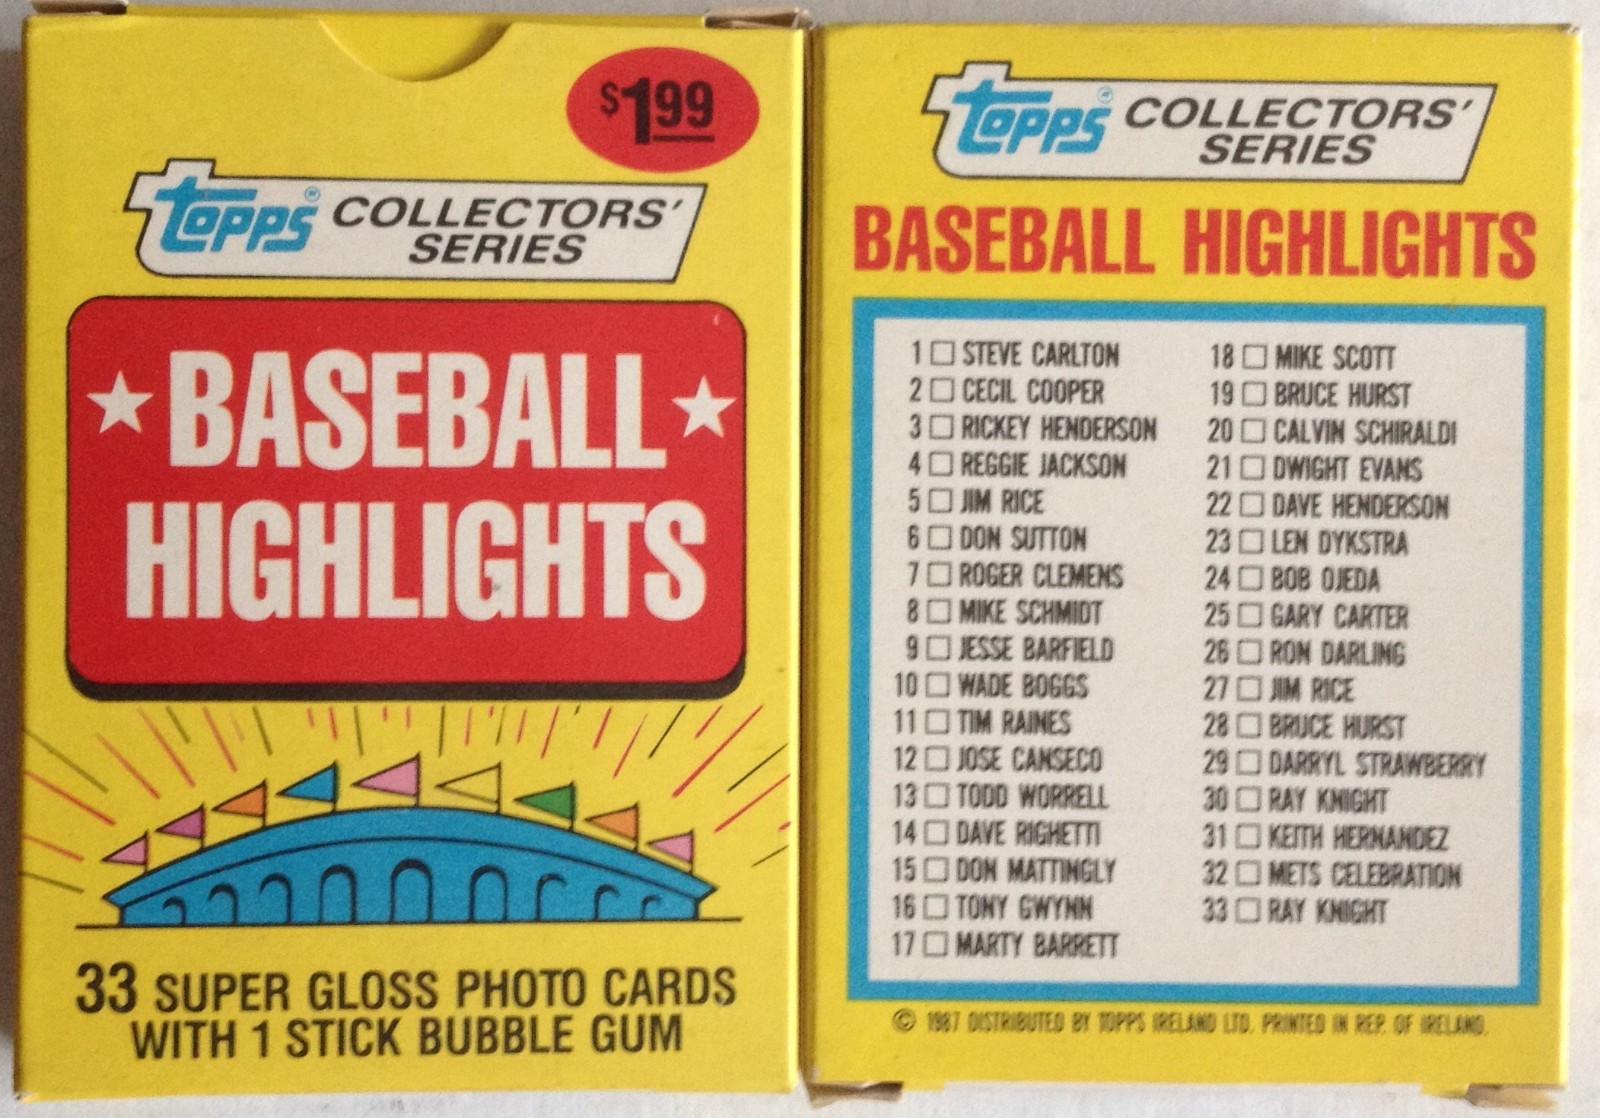 $1.99
topps® COLLECTORS'
SERIES
BASEBALL
HIGHLIGHTS
33 SUPER GLOSS PHOTO CARDS
WITH 1 STICK BUBBLE GUM
topps® COLLECTORS'
SERIES
BASEBALL HIGHLIGHTS
1 STEVE CARLTON
2 CECIL COOPER
3 RICKEY HENDERSON
4 REGGIE JACKSON
5 JIM RICE
6 DON SUTTON
7 ROGER CLEMENS
8 MIKE SCHMIDT
9 JESSE BARFIELD
10 WADE BOGGS
11 TIM RAINES
12 JOSE CANSECO
13 TODD WORRELL
14 DAVE RIGHETTI
15 DON MATTINGLY
16 TONY GWYNN
17 MARTY BARRETT
18 MIKE SCOTT
19 BRUCE HURST
20 CALVIN SCHIRALDI
21 DWIGHT EVANS
22 DAVE HENDERSON
23 LEN DYKSTRA
24 BOB OJEDA
25 GARY CARTER
26 RON DARLING
27 JIM RICE
28 BRUCE HURST
29 DARRYL STRAWBERRY
30 RAY KNIGHT
31 KEITH HERNANDEZ
32 METS CELEBRATION
33 RAY KNIGHT
© 1987 DISTRIBUTED BY TOPPS IRELAND LTD. PRINTED IN REP. OF IRELAND.